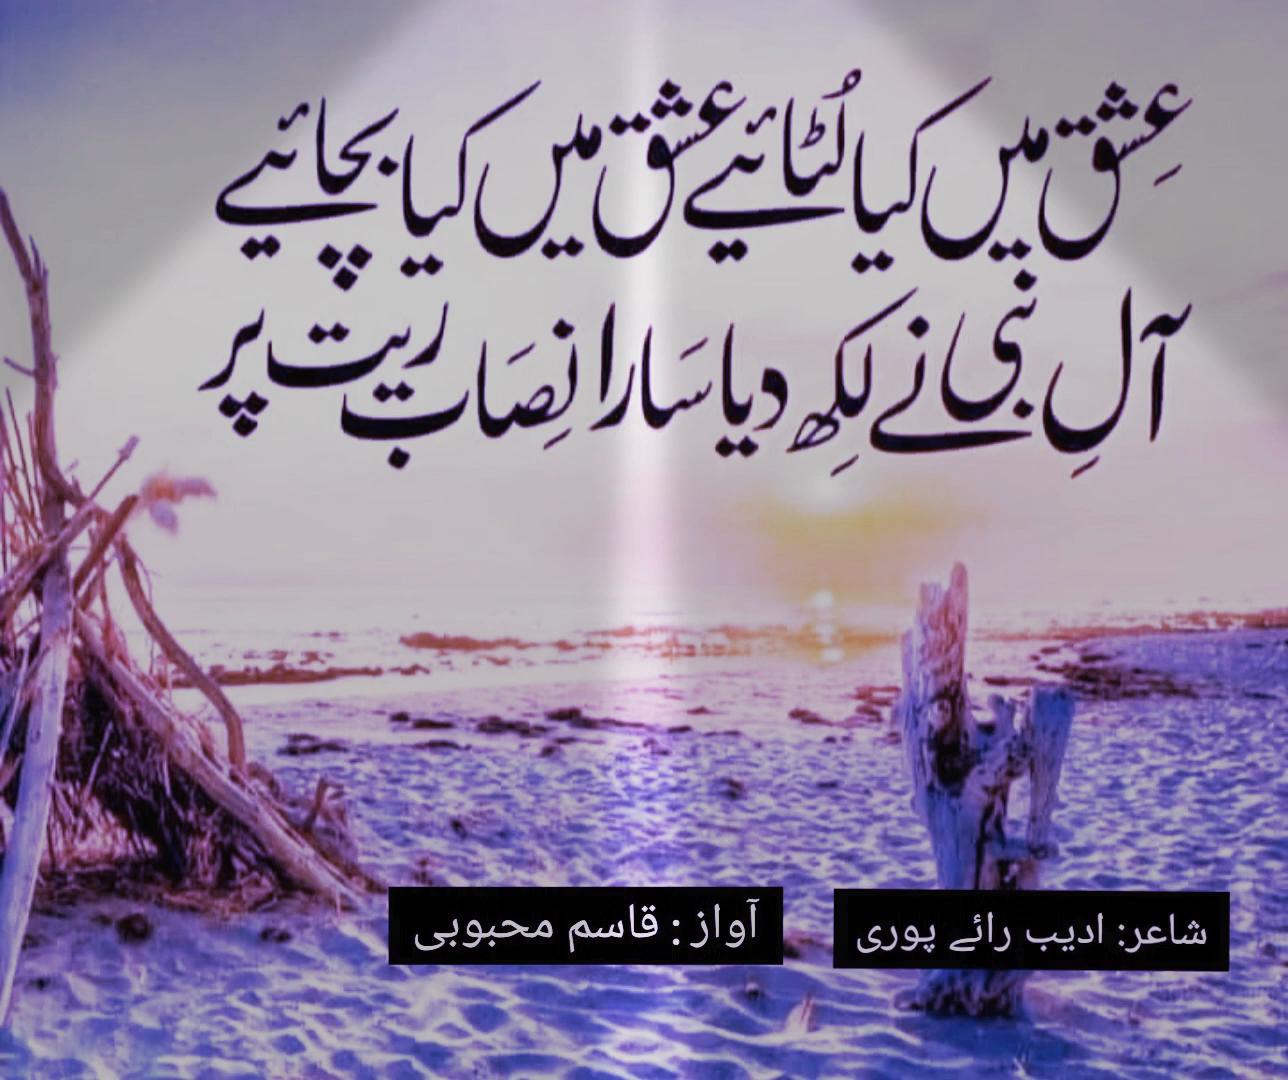 عِشق میں کیا لُٹائیے عشق میں کیا بچائیے
آلِ نبی نے لکھِ دیا سَارا نِصَاب ریت پر
شاعر: ادیب رائے پوری
آواز : قاسم محبوبی